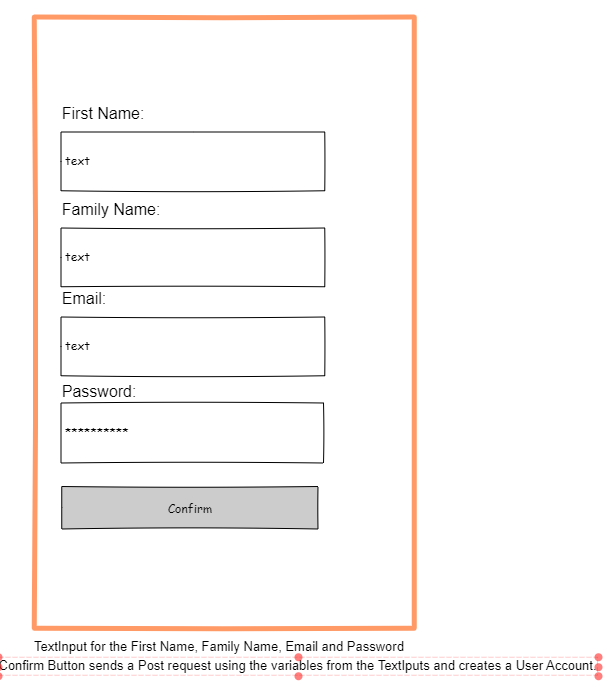 First Name:
text
Family Name:
text
Email:
text
Password:
**********
Confirm
TextInput for the First Name, Family Name, Email and Password
Confirm Button sends a Post request using the variables from the TextIputs and creates a User Account.